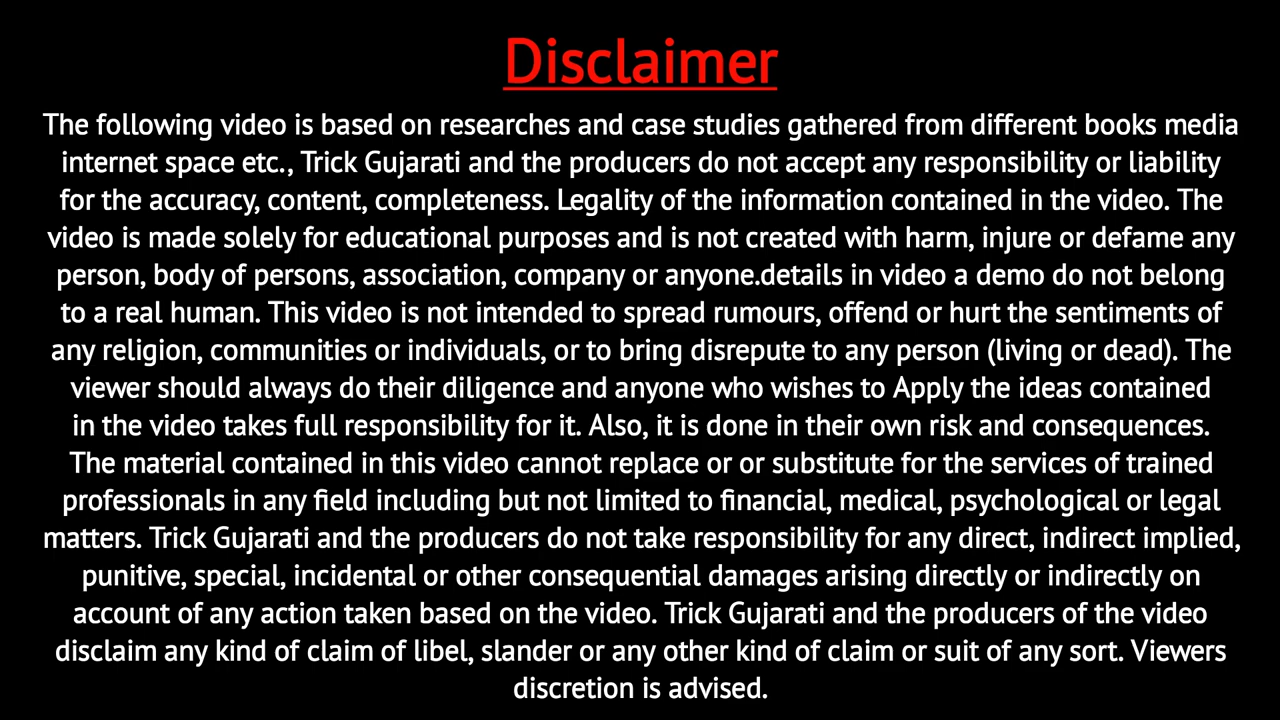 Disclaimer
The following video is based on researches and case studies gathered from different books media
internet space etc., Trick Gujarati and the producers do not accept any responsibility or liability
for the accuracy, content, completeness. Legality of the information contained in the video. The
video is made solely for educational purposes and is not created with harm, injure or defame any
person, body of persons, association, company or anyone.details in video a demo do not belong
to a real human. This video is not intended to spread rumours, offend or hurt the sentiments of
any religion, communities or individuals, or to bring disrepute to any person (living or dead). The
viewer should always do their diligence and anyone who wishes to Apply the ideas contained
in the video takes full responsibility for it. Also, it is done in their own risk and consequences.
The material contained in this video cannot replace or or substitute for the services of trained
professionals in any field including but not limited to financial, medical, psychological or legal
matters. Trick Gujarati and the producers do not take responsibility for any direct, indirect implied,
punitive, special, incidental or other consequential damages arising directly or indirectly on
account of any action taken based on the video. Trick Gujarati and the producers of the video
disclaim any kind of claim of libel, slander or any other kind of claim or suit of any sort. Viewers
discretion is advised.